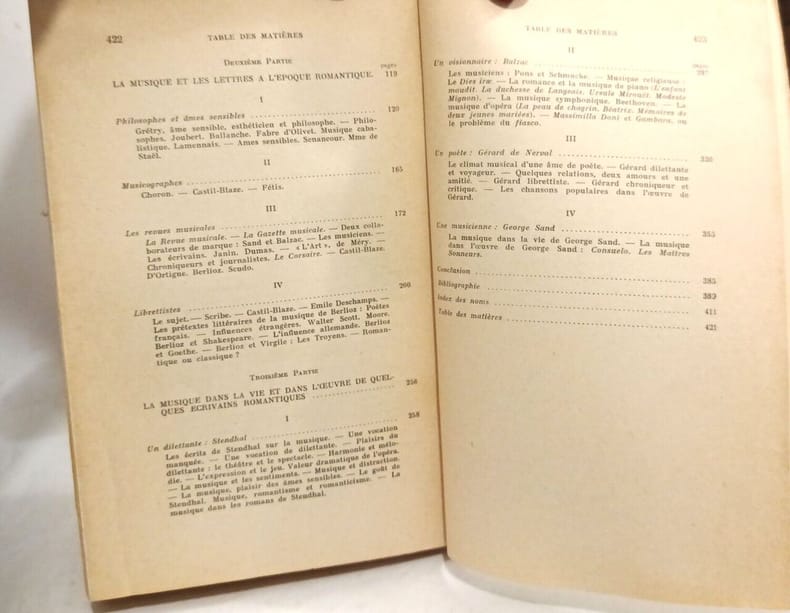 422 TABLE DES MATIÈRES
DEUXIÈME PARTIE
pages
LA MUSIQUE ET LES LETTRES A L'EPOQUE ROMANTIQUE. 119
I
Philosophes et âmes sensibles 120
Grétry, âme sensible, esthéticien et philosophe. — Philo-
sophes. Joubert. Ballanche. Fabre d'Olivet. Musique caba-
listique. Lamennais. — Ames sensibles. Senancour. Mme de
Staël.
II
Musicographes 165
Choron. — Castil-Blaze. — Fétis.
III
Les revues musicales 172
La Revue musicale. — La Gazette musicale. — Deux colla-
borateurs de marque : Sand et Balzac. — Les musiciens. —
Les écrivains. Janin. Dumas. — « L'Art », de Méry. —
Chroniqueurs et journalistes. Le Corsaire. — Castil-Blaze.
D'Ortigue. Berlioz. Scudo.
IV
Librettistes 200
Le sujet. — Scribe. — Castil-Blaze. — Emile Deschamps. —
Les prétextes littéraires de la musique de Berlioz : Poètes
français. — Influences étrangères. Walter Scott. Moore.
Berlioz et Shakespeare. — L'influence allemande. Berlioz
et Goethe. — Berlioz et Virgile : Les Troyens. — Roman-
tique ou classique ?
TROISIÈME PARTIE
LA MUSIQUE DANS LA VIE ET DANS L'ŒUVRE DE QUEL-
QUES ECRIVAINS ROMANTIQUES 256
I
Un dilettante : Stendhal 258
Les écrits de Stendhal sur la musique. — Une vocation
manquée. — Une vocation de dilettante. — Plaisirs du
dilettante : le théâtre et le spectacle. — Harmonie et mélo-
die. — L'expression et le jeu. Valeur dramatique de l'opéra.
— La musique et les sentiments. — Musique et distraction.
— La musique, plaisir des âmes sensibles. — Le goût de
Stendhal. Musique, romantisme et romanticisme. — La
musique dans les romans de Stendhal.
TABLE DES MATIÈRES 423
II
pages
Un visionnaire : Balzac 287
Les musiciens : Pons et Schmucke. — Musique religieuse :
Le Dies iræ. — La romance et la musique de piano (L'enfant
maudit. La duchesse de Langeais. Ursule Mirouët. Modeste
Mignon). — La musique symphonique. Beethoven. — La
musique d'opéra (La peau de chagrin. Béatrix. Mémoires de
deux jeunes mariées). — Massimilla Doni et Gambara, ou
le problème du fiasco.
III
Un poète : Gérard de Nerval 330
Le climat musical d'une âme de poète. — Gérard dilettante
et voyageur. — Quelques relations, deux amours et une
amitié. — Gérard librettiste. — Gérard chroniqueur et
critique. — Les chansons populaires dans l'œuvre de
Gérard.
IV
Une musicienne : George Sand 355
La musique dans la vie de George Sand. — La musique
dans l'œuvre de George Sand : Consuelo. Les Maîtres
Sonneurs.
Conclusion 385
Bibliographie 389
Index des noms 411
Table des matières 421